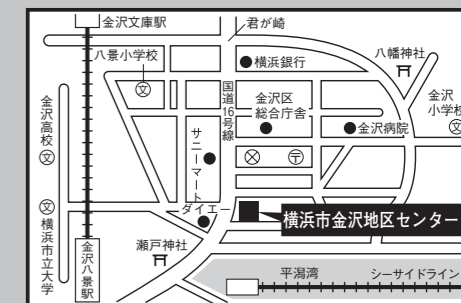 金沢文庫駅
君が崎
八景小学校
文
横浜銀行
八幡神社
国道16号線
金沢区
総合庁舎
金沢
小学校
文
金沢高校
文
サニーマート
金沢病院
ダイエー
文
横浜市立大学
横浜市金沢地区センター
瀬戸神社
金沢八景駅
平潟湾
シーサイドライン